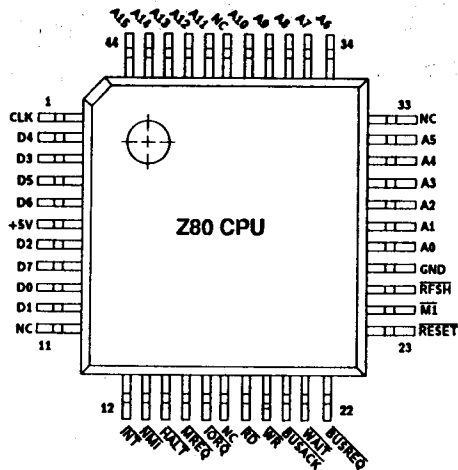 A15
A14
A13
A12
A11
NC
A10
A9
A8
A7
A6
44
34
1
33
CLK
D4
D3
D5
D6
+5V
D2
D7
D0
D1
NC
11
Z80 CPU
NC
A5
A4
A3
A2
A1
A0
GND
RFSH
M1
RESET
23
12
22
INT
NMI
HALT
MREQ
IORQ
NC
RD
WR
BUSACK
WAIT
BUSREQ